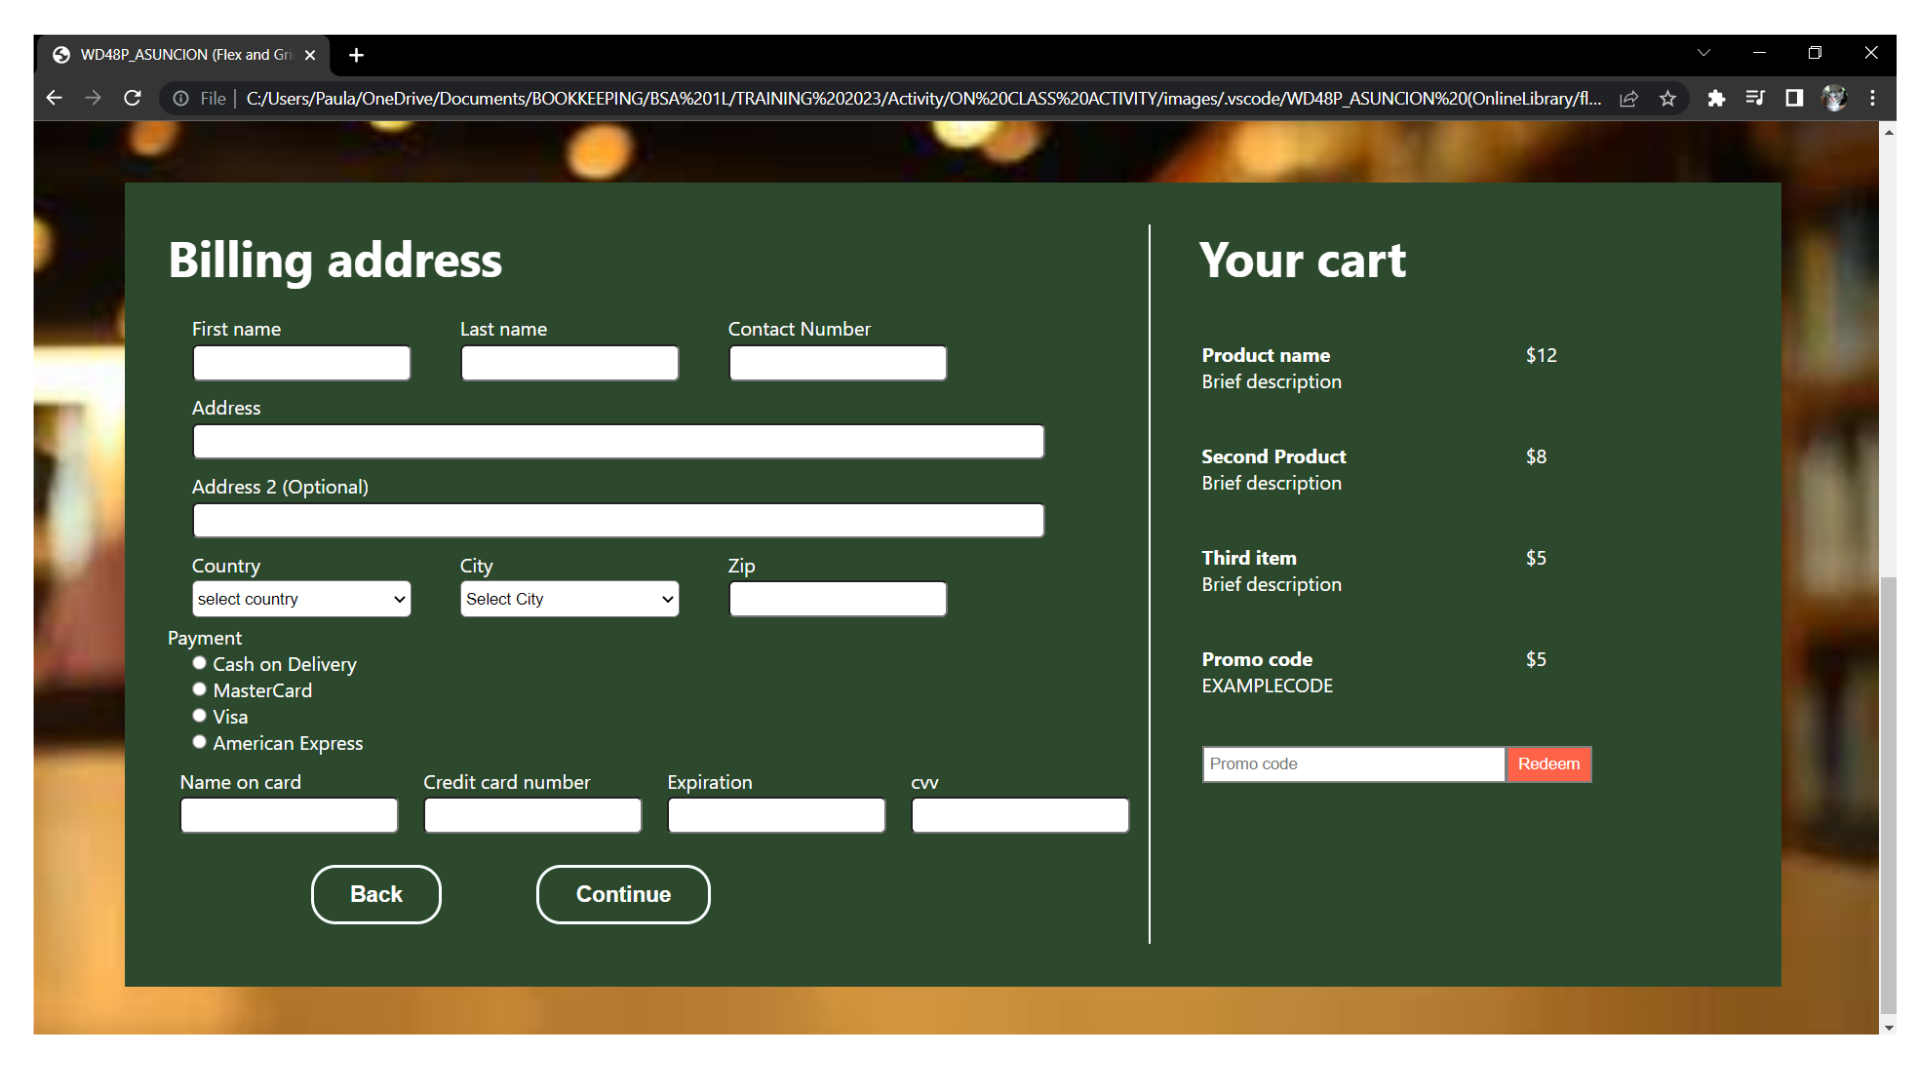 WD48P_ASUNCION (Flex and Gri
File | C:/Users/Paula/OneDrive/Documents/BOOKKEEPING/BSA%201L/TRAINING%202023/Activity/ON%20CLASS%20ACTIVITY/images/.vscode/WD48P_ASUNCION%20(OnlineLibrary/fl...
Billing address
First name Last name Contact Number
Address
Address 2 (Optional)
Country City Zip
select country Select City
Payment
Cash on Delivery
MasterCard
Visa
American Express
Name on card Credit card number Expiration cvv
Back Continue
Your cart
Product name $12
Brief description
Second Product $8
Brief description
Third item $5
Brief description
Promo code $5
EXAMPLECODE
Promo code Redeem